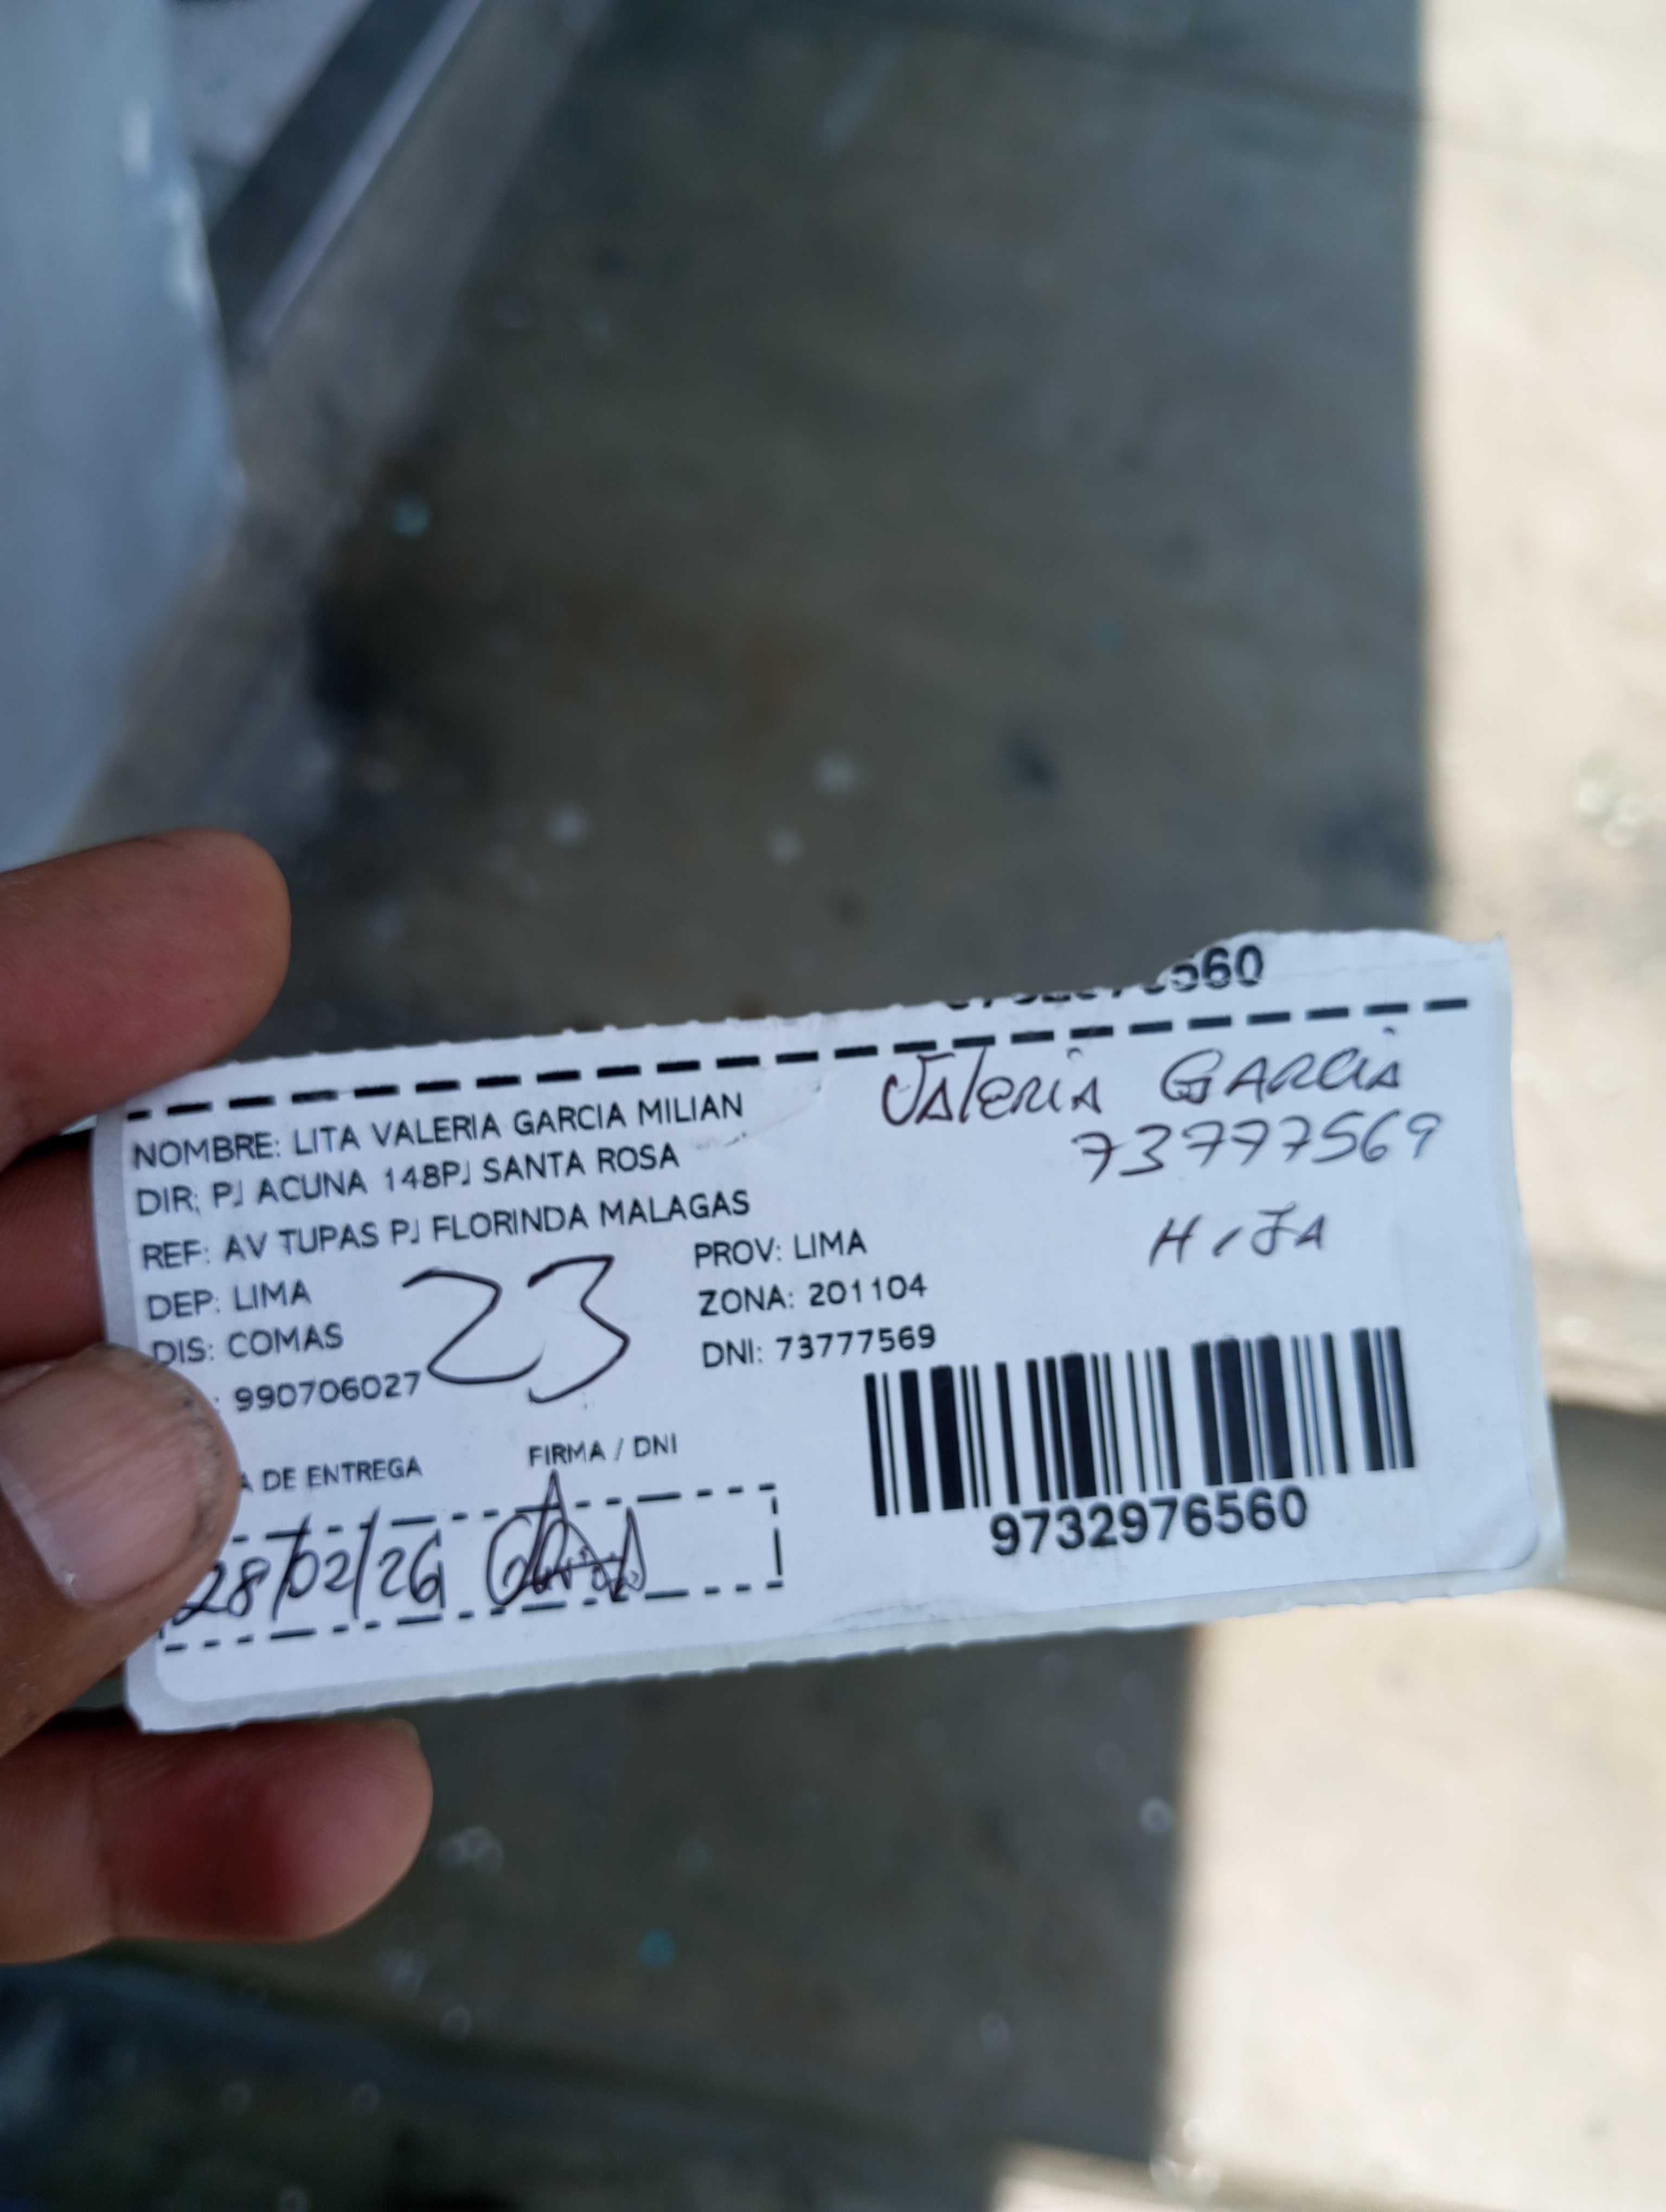 560
Valeria Garcia
73777569
Hija
NOMBRE: LITA VALERIA GARCIA MILIAN
DIR: PJ ACUNA 148PJ SANTA ROSA
REF: AV TUPAS PJ FLORINDA MALAGAS
DEP: LIMA
PROV: LIMA
23
DIS: COMAS
ZONA: 201104
: 990706027
DNI: 73777569
A DE ENTREGA
FIRMA / DNI
28/02/26
9732976560